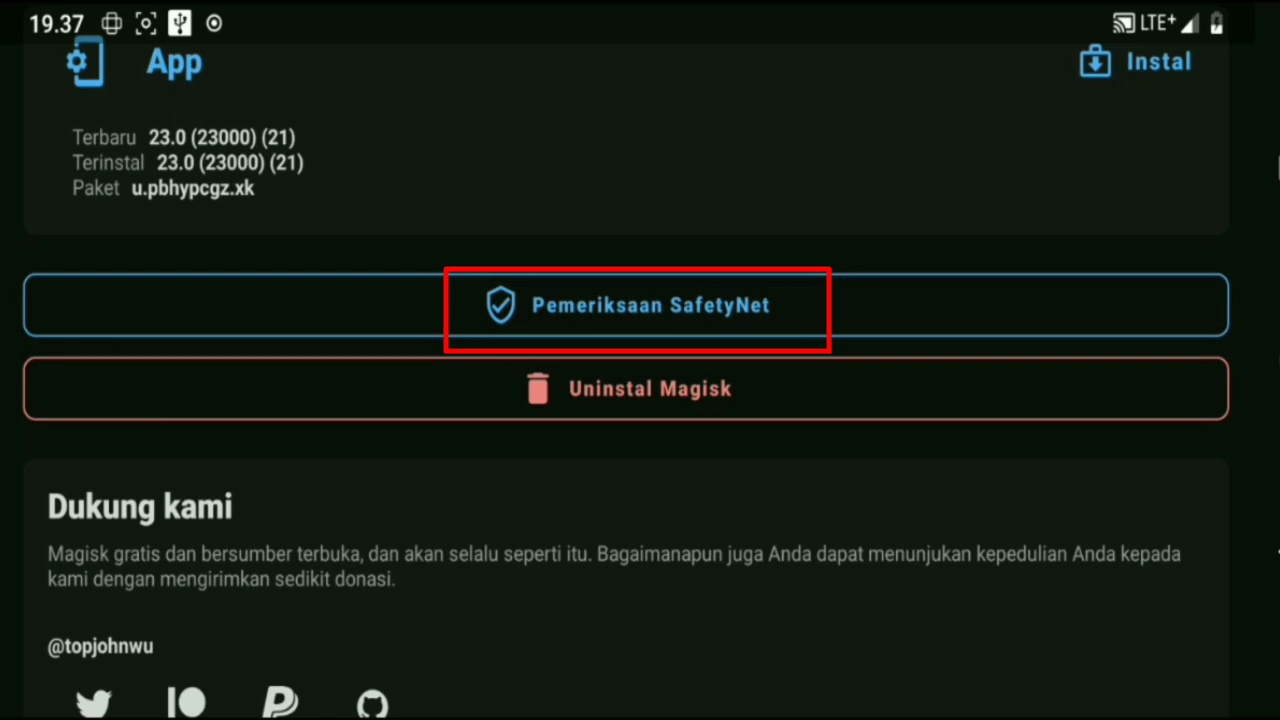 19.37 LTE+
App Instal
Terbaru 23.0 (23000) (21)
Terinstal 23.0 (23000) (21)
Paket u.pbhypcgz.xk
Pemeriksaan SafetyNet
Uninstal Magisk
Dukung kami
Magisk gratis dan bersumber terbuka, dan akan selalu seperti itu. Bagaimanapun juga Anda dapat menunjukan kepedulian Anda kepada
kami dengan mengirimkan sedikit donasi.
@topjohnwu